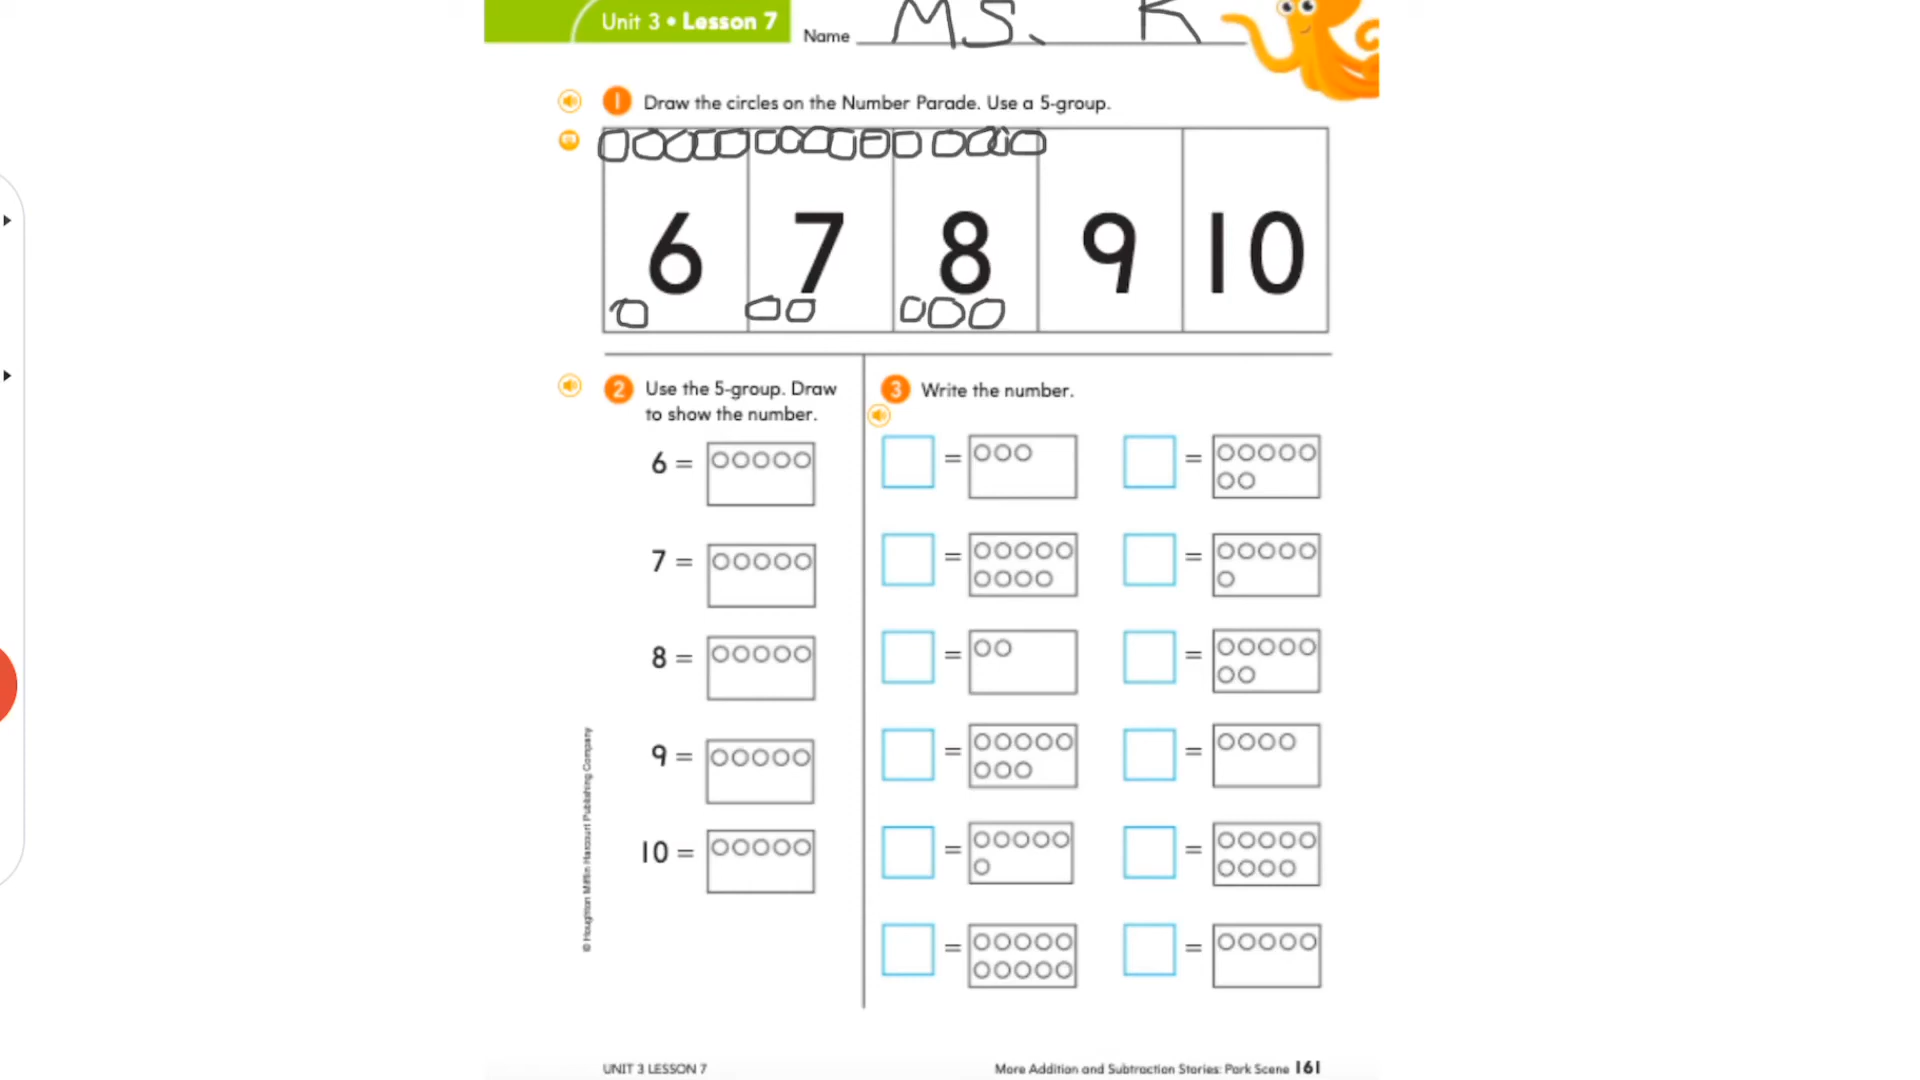 Unit 3 • Lesson 7
Name MS. K
1 Draw the circles on the Number Parade. Use a 5-group.
6 7 8 9 10
2 Use the 5-group. Draw
to show the number.
6 =
7 =
8 =
9 =
10 =
3 Write the number.
= =
= =
= =
= =
= =
= =
© Houghton Mifflin Harcourt Publishing Company
UNIT 3 LESSON 7
More Addition and Subtraction Stories: Park Scene 161